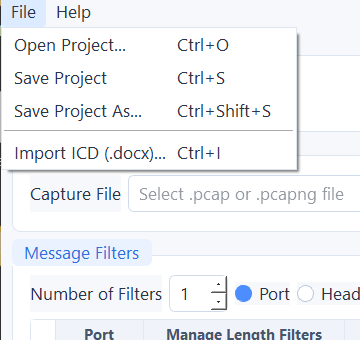 File Help
Open Project... Ctrl+O
Save Project Ctrl+S
Save Project As... Ctrl+Shift+S
Import ICD (.docx)... Ctrl+I
Capture File Select .pcap or .pcapng file
Message Filters
Number of Filters 1 Port Head
Port Manage Length Filters